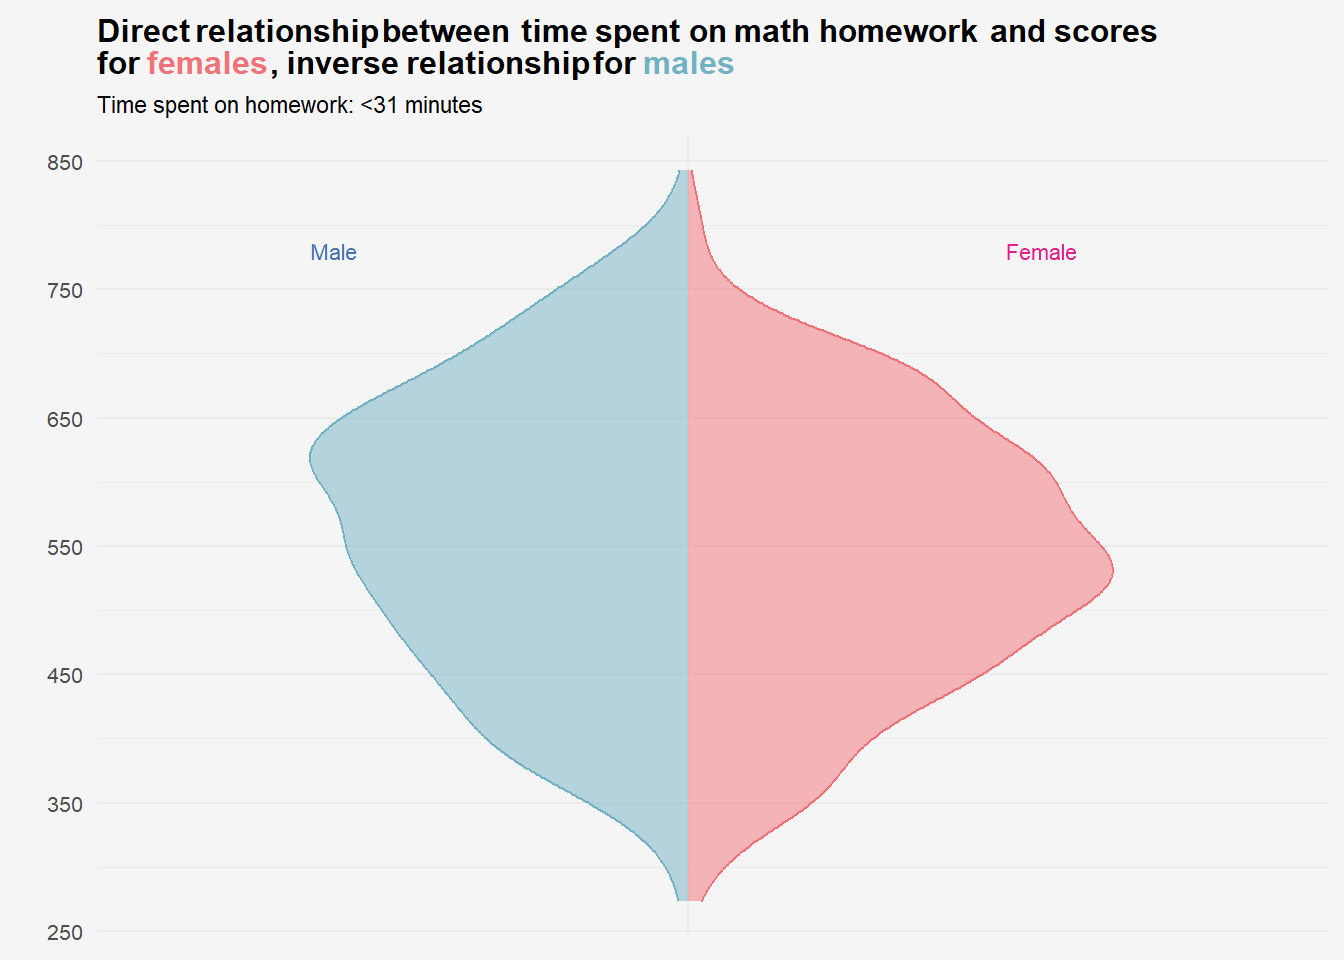 Direct relationship between time spent on math homework and scores
for females, inverse relationship for males
Time spent on homework: <31 minutes
850
Male
Female
750
650
550
450
350
250